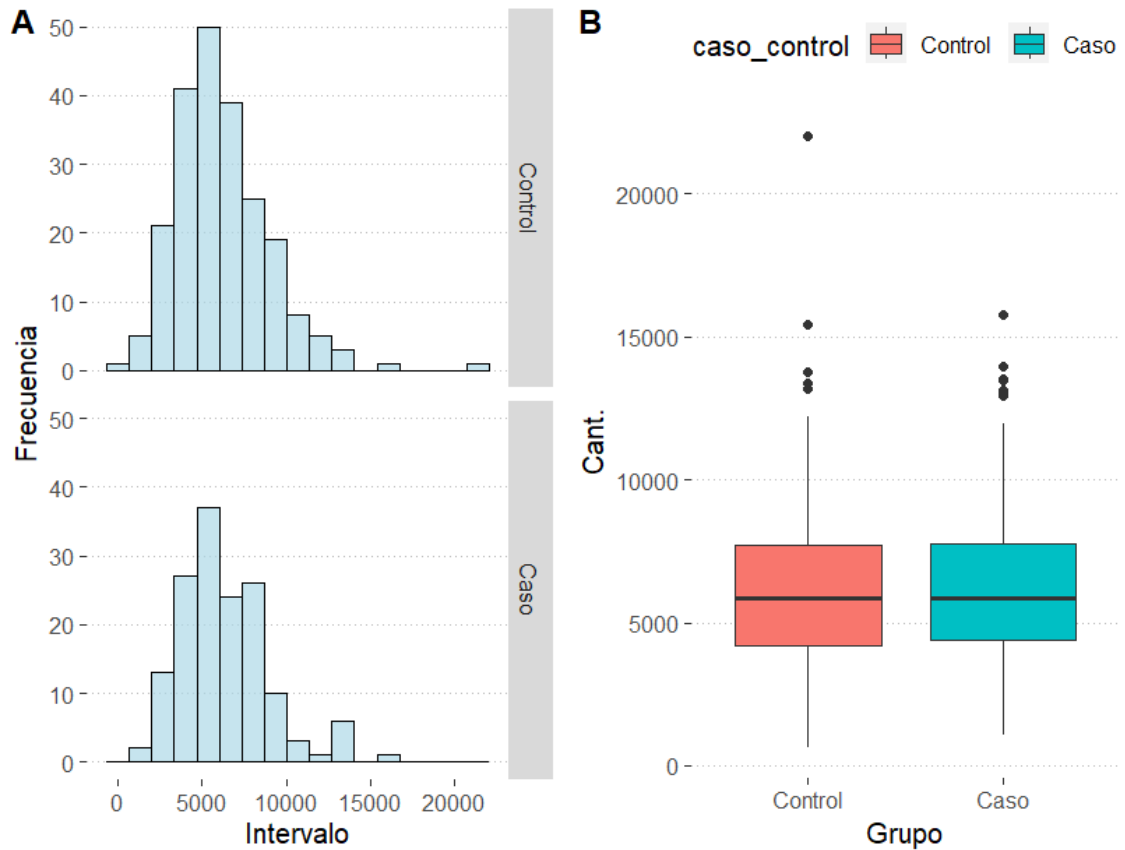 A
50
40
30
20
10
0
Control
50
40
30
20
10
0
Caso
Frecuencia
0 5000 10000 15000 20000
Intervalo
B
caso_control Control Caso
20000
15000
10000
5000
0
Cant.
Control Caso
Grupo